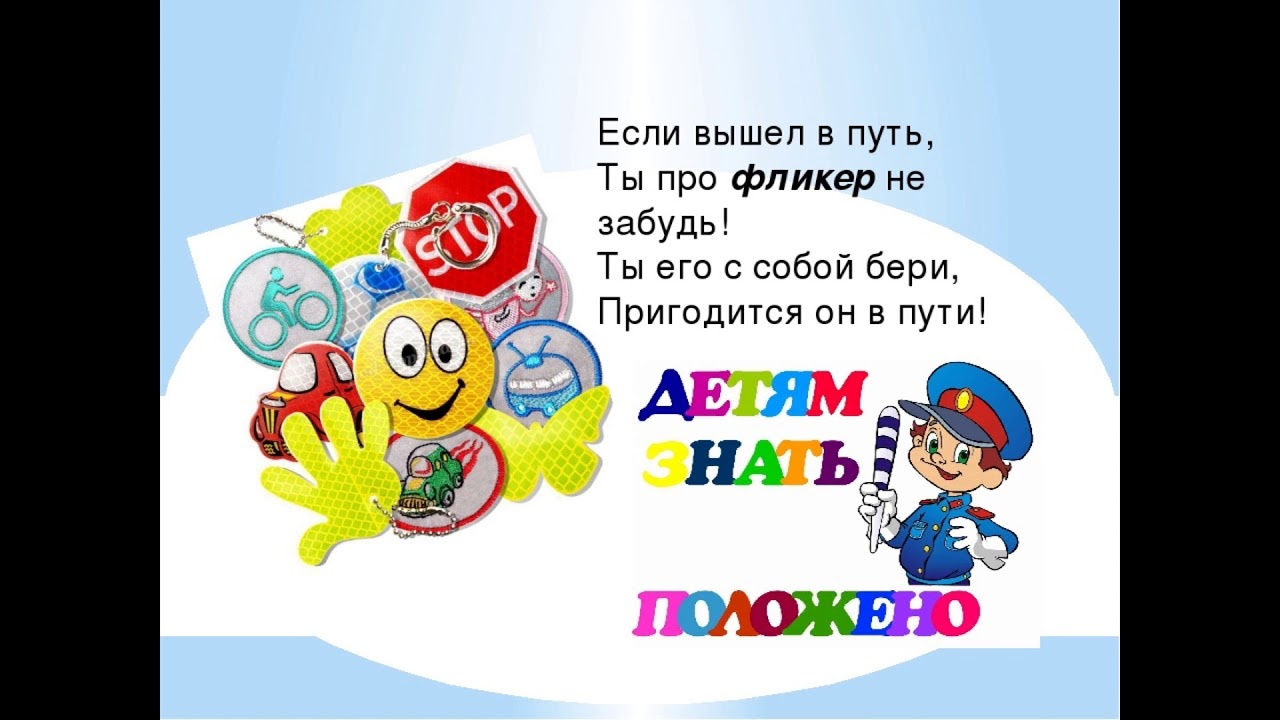 Если вышел в путь,
Ты про фликер не
забудь!
Ты его с собой бери,
Пригодится он в пути!
STOP
ДЕТЯМ
ЗНАТЬ
ПОЛОЖЕНО